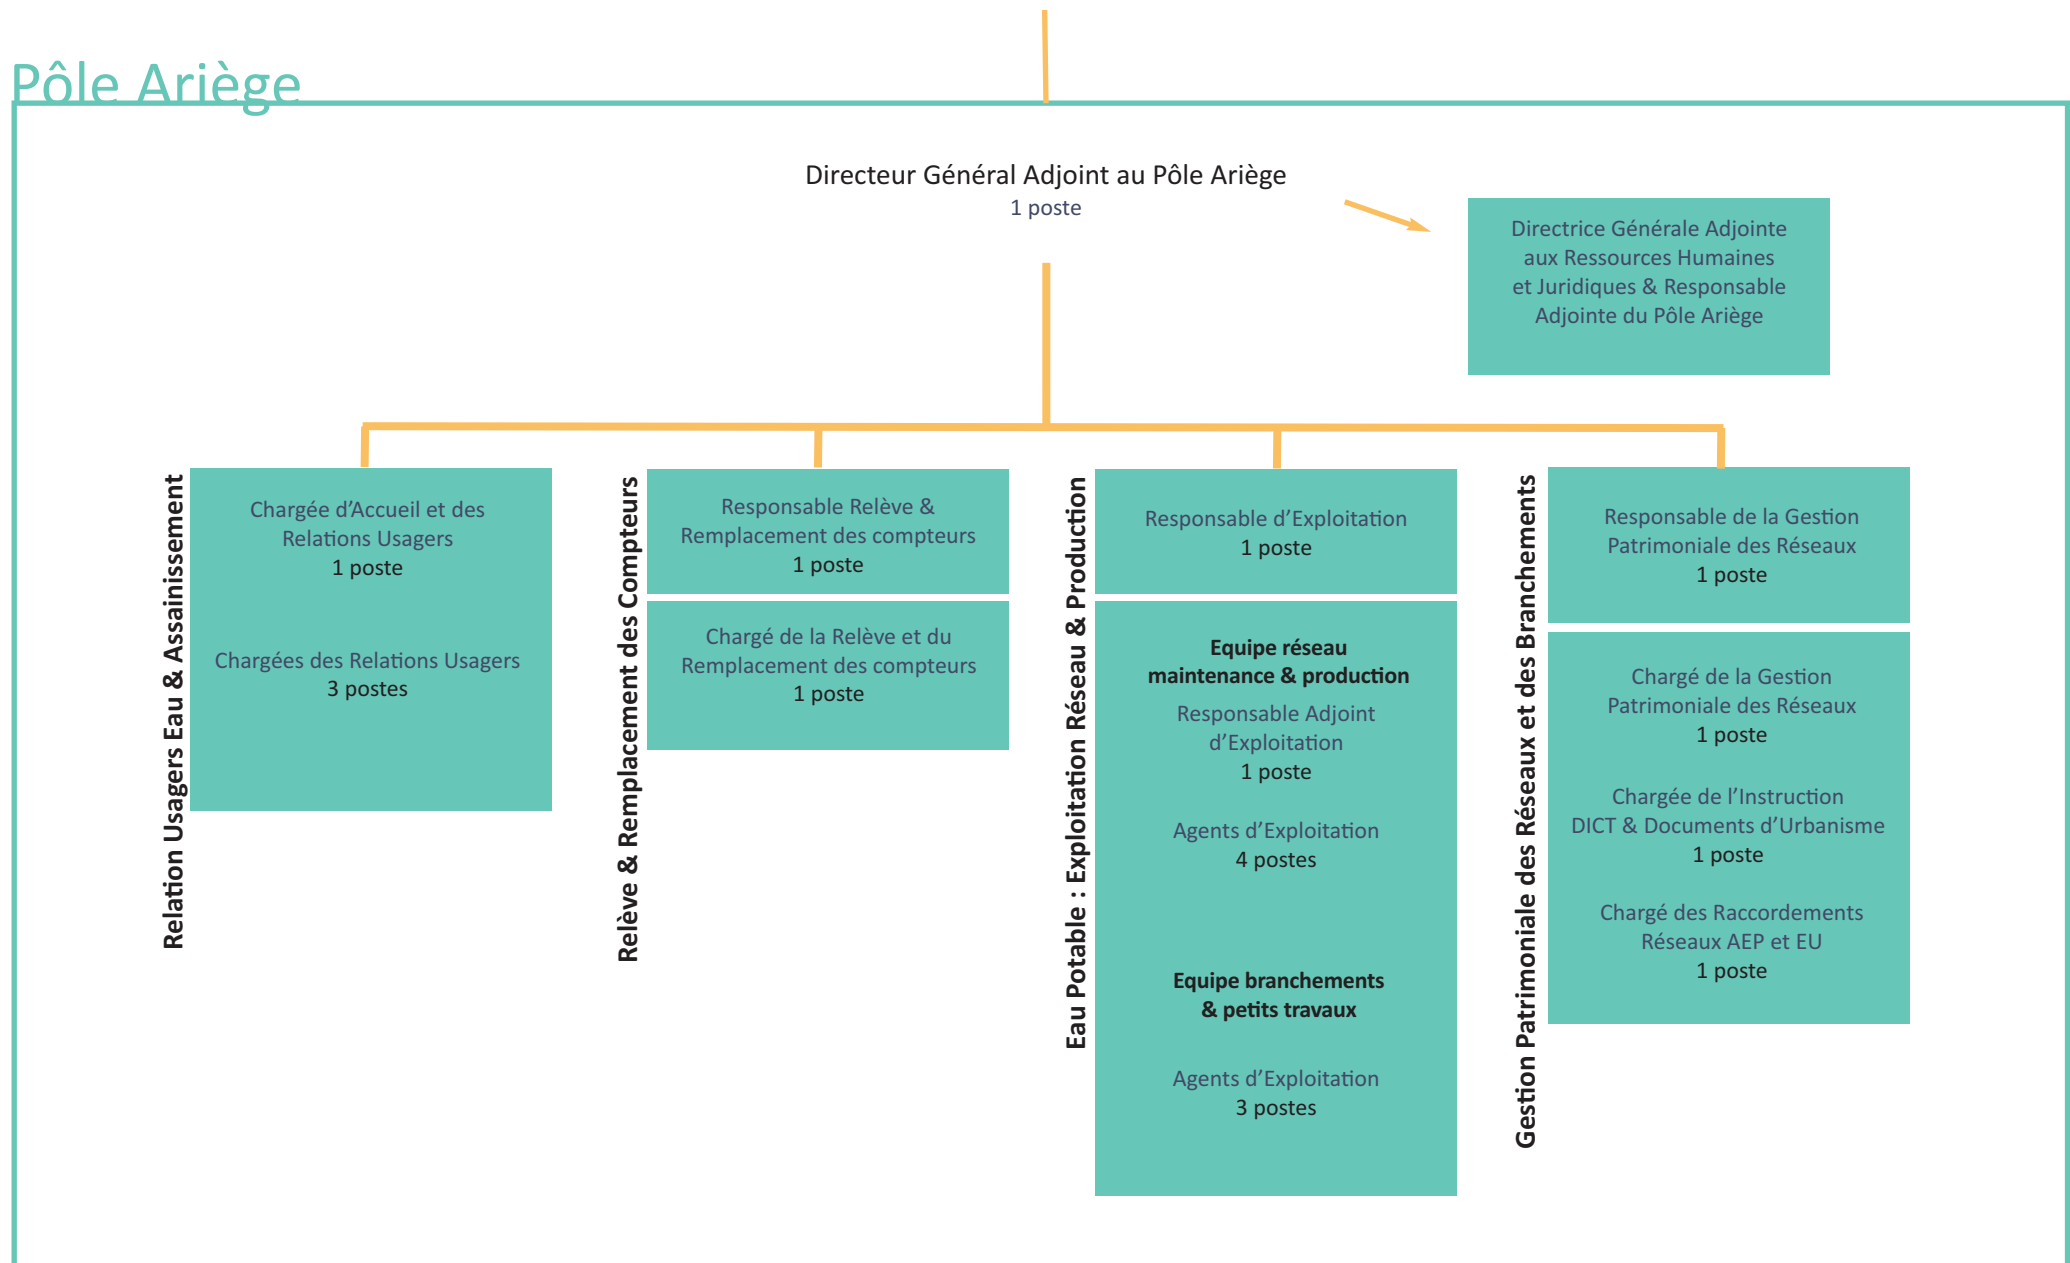 Pôle Ariège
Directeur Général Adjoint au Pôle Ariège
1 poste
Directrice Générale Adjointe
aux Ressources Humaines
et Juridiques & Responsable
Adjointe du Pôle Ariège
Relation Usagers Eau & Assainissement
Chargée d’Accueil et des
Relations Usagers
1 poste
Chargées des Relations Usagers
3 postes
Relève & Remplacement des Compteurs
Responsable Relève &
Remplacement des compteurs
1 poste
Chargé de la Relève et du
Remplacement des compteurs
1 poste
Eau Potable : Exploitation Réseau & Production
Responsable d’Exploitation
1 poste
Equipe réseau
maintenance & production
Responsable Adjoint
d’Exploitation
1 poste
Agents d’Exploitation
4 postes
Equipe branchements
& petits travaux
Agents d’Exploitation
3 postes
Gestion Patrimoniale des Réseaux et des Branchements
Responsable de la Gestion
Patrimoniale des Réseaux
1 poste
Chargé de la Gestion
Patrimoniale des Réseaux
1 poste
Chargée de l’Instruction
DICT & Documents d’Urbanisme
1 poste
Chargé des Raccordements
Réseaux AEP et EU
1 poste